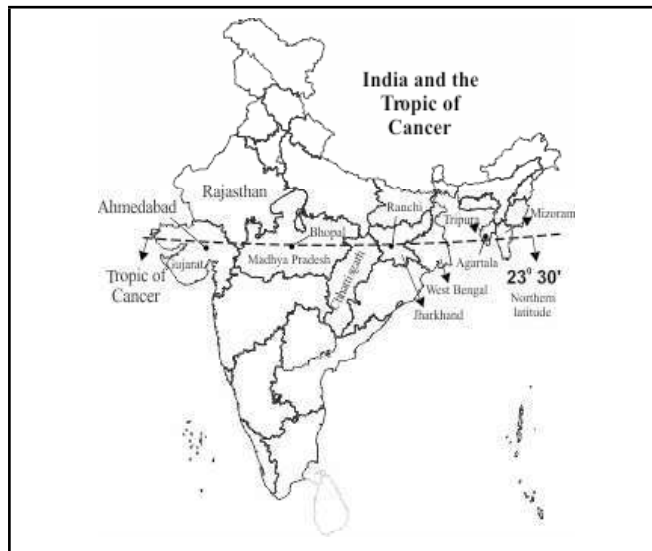 India and the
Tropic of
Cancer
Rajasthan
Ahmedabad
Ranchi
Bhopal
Tripura
Mizoram
Gujarat
Madhya Pradesh
Chhattisgarh
Agartala
Tropic of
Cancer
West Bengal
23° 30'
Northern
latitude
Jharkhand